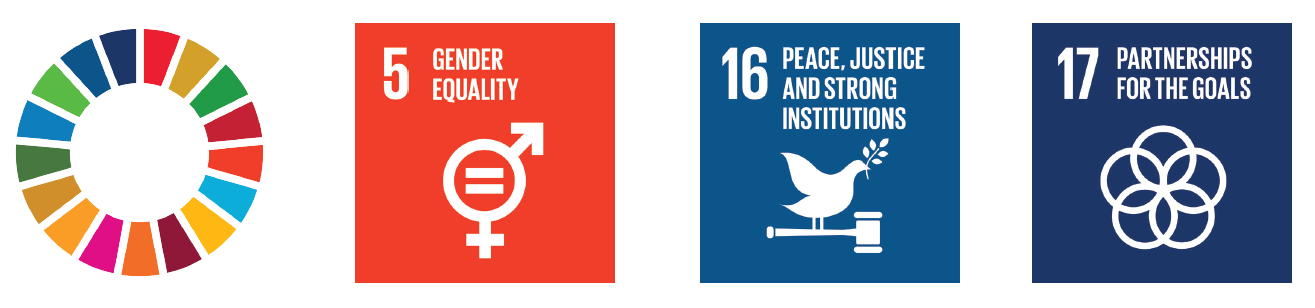 5 GENDER
EQUALITY
16 PEACE, JUSTICE
AND STRONG
INSTITUTIONS
17 PARTNERSHIPS
FOR THE GOALS